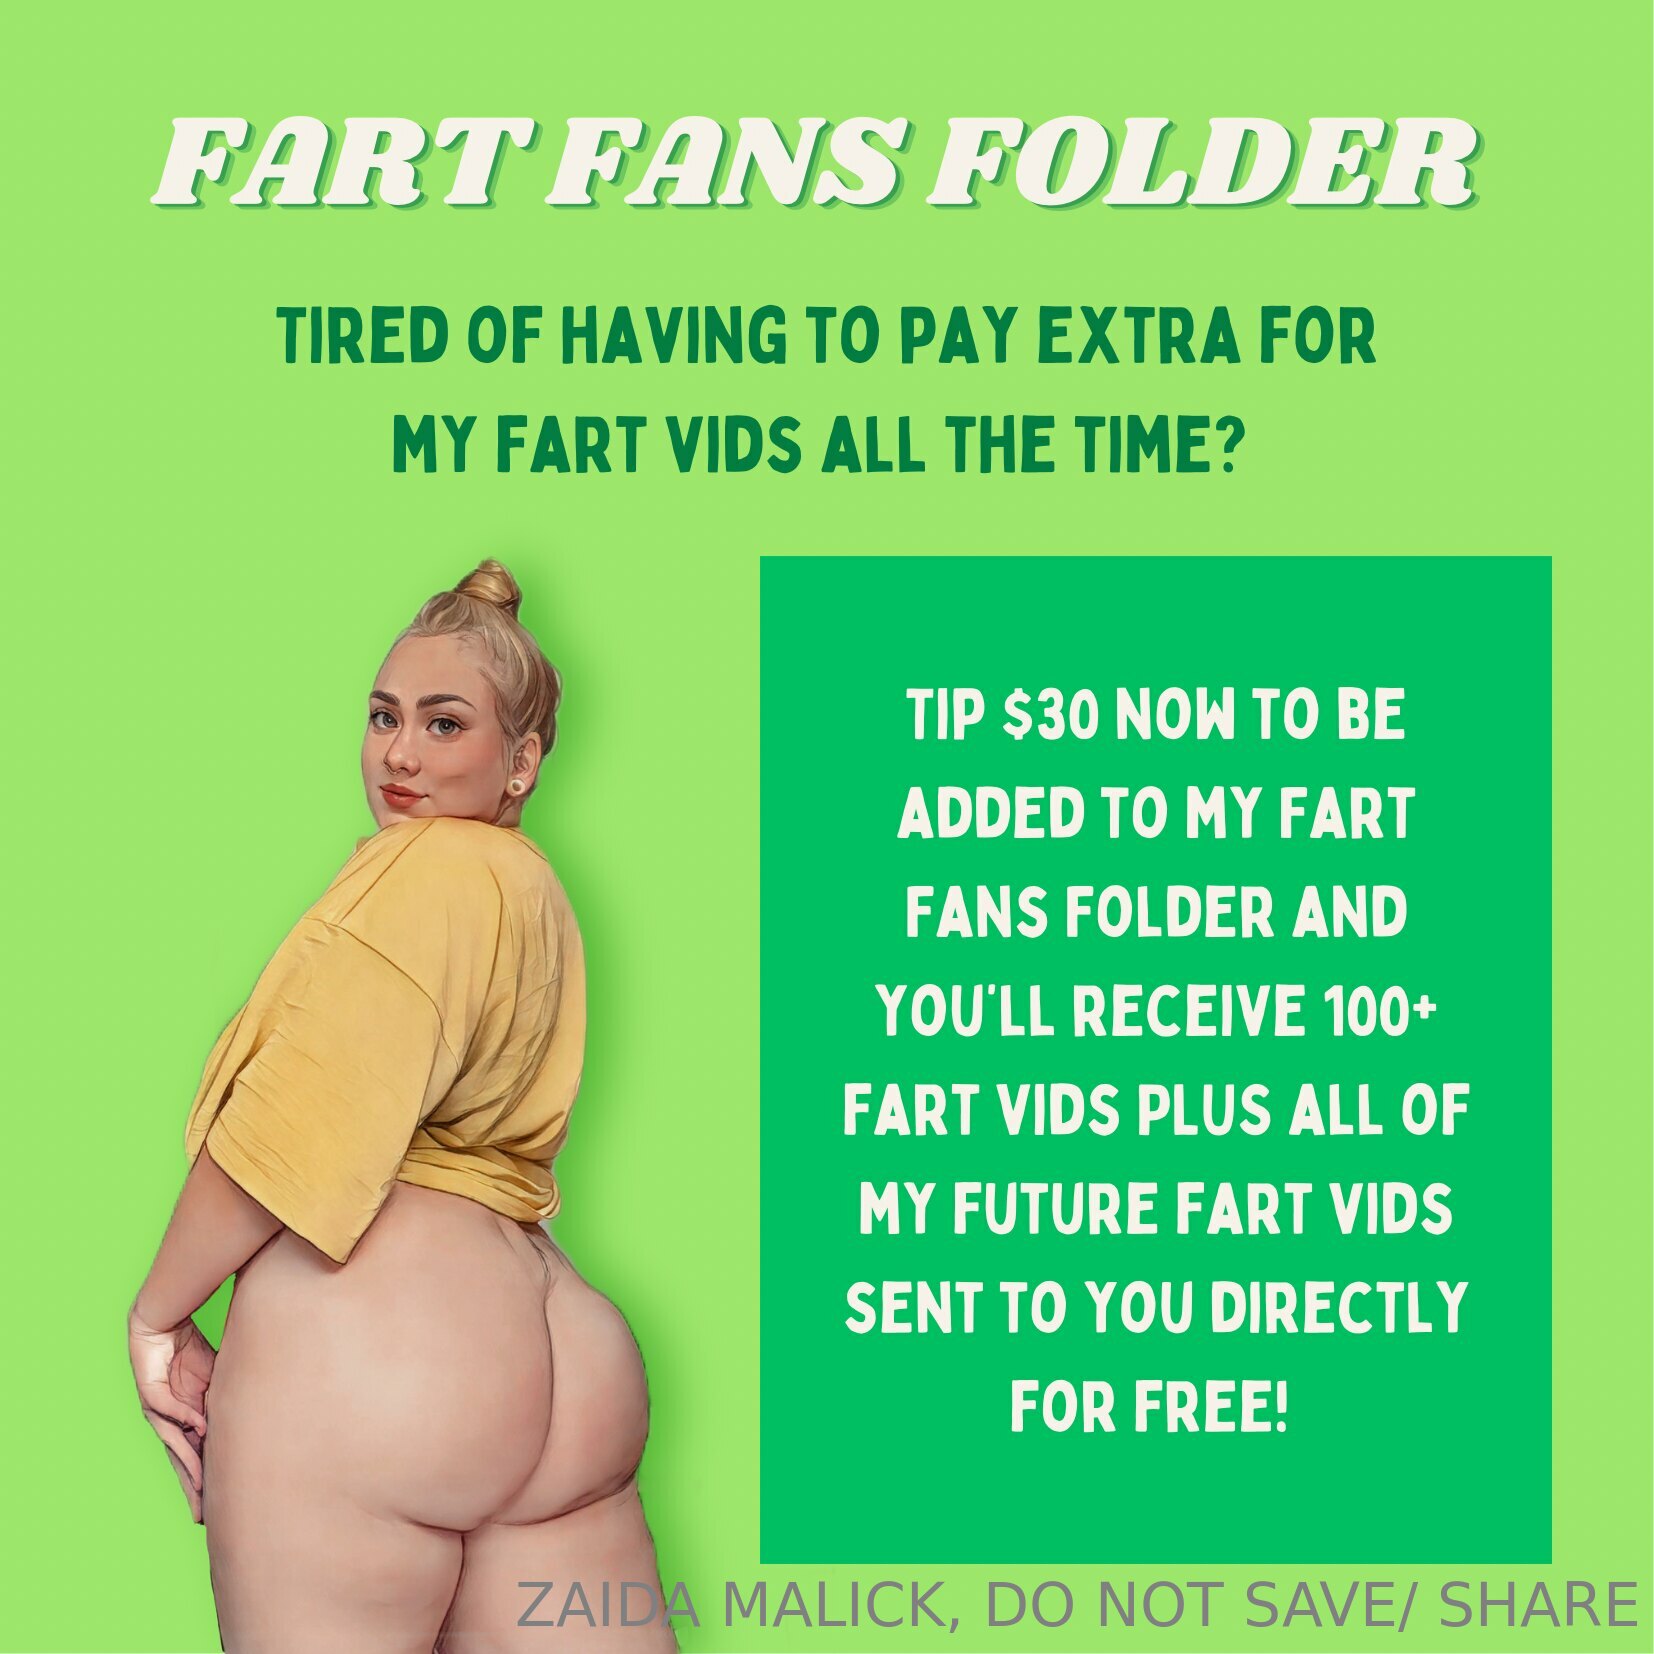 FART FANS FOLDER
TIRED OF HAVING TO PAY EXTRA FOR
MY FART VIDS ALL THE TIME?
TIP $30 NOW TO BE
ADDED TO MY FART
FANS FOLDER AND
YOU'LL RECEIVE 100+
FART VIDS PLUS ALL OF
MY FUTURE FART VIDS
SENT TO YOU DIRECTLY
FOR FREE!
ZAIDA MALICK, DO NOT SAVE/ SHARE